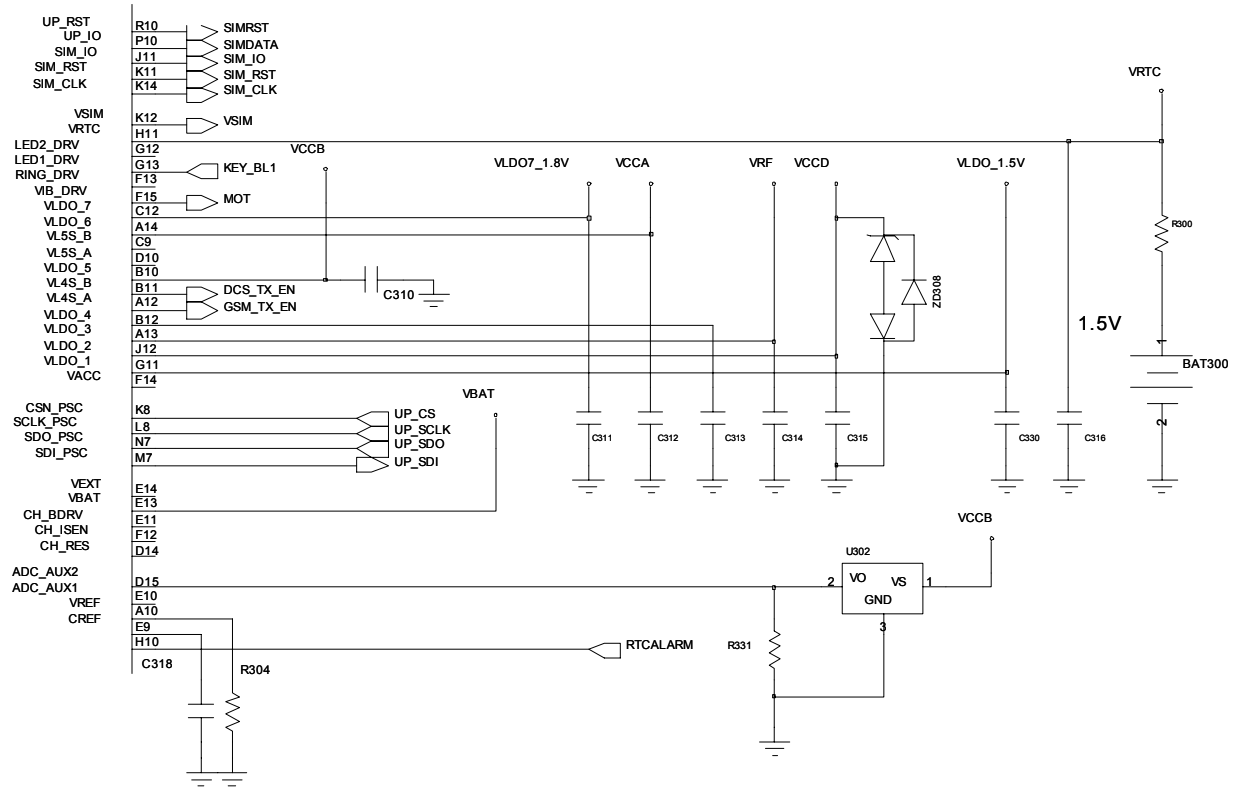 UP_RST
R10
SIMRST
UP_IO
P10
SIMDATA
SIM_IO
J11
SIM_IO
SIM_RST
K11
SIM_RST
SIM_CLK
K14
SIM_CLK
VRTC
VSIM
K12
VSIM
VRTC
H11
LED2_DRV
G12
VCCB
LED1_DRV
G13
KEY_BL1
VLDO7_1.8V
VCCA
VRF
VCCD
VLDO_1.5V
RING_DRV
F13
VIB_DRV
F15
MOT
VLDO_7
C12
VLDO_6
A14
R300
VL5S_B
C9
VL5S_A
D10
VLDO_5
B10
VL4S_B
B11
DCS_TX_EN
C310
ZD308
VL4S_A
A12
GSM_TX_EN
VLDO_4
B12
1.5V
VLDO_3
A13
1
VLDO_2
J12
VLDO_1
G11
BAT300
VACC
F14
VBAT
CSN_PSC
K8
UP_CS
SCLK_PSC
L8
UP_SCLK
2
SDO_PSC
N7
UP_SDO
C311
C312
C313
C314
C315
C330
C316
SDI_PSC
M7
UP_SDI
VEXT
E14
VBAT
E13
CH_BDRV
E11
VCCB
CH_ISEN
F12
CH_RES
D14
U302
ADC_AUX2
D15
2
VO
VS
1
ADC_AUX1
E10
GND
VREF
A10
3
CREF
E9
H10
RTCALARM
R331
C318
R304